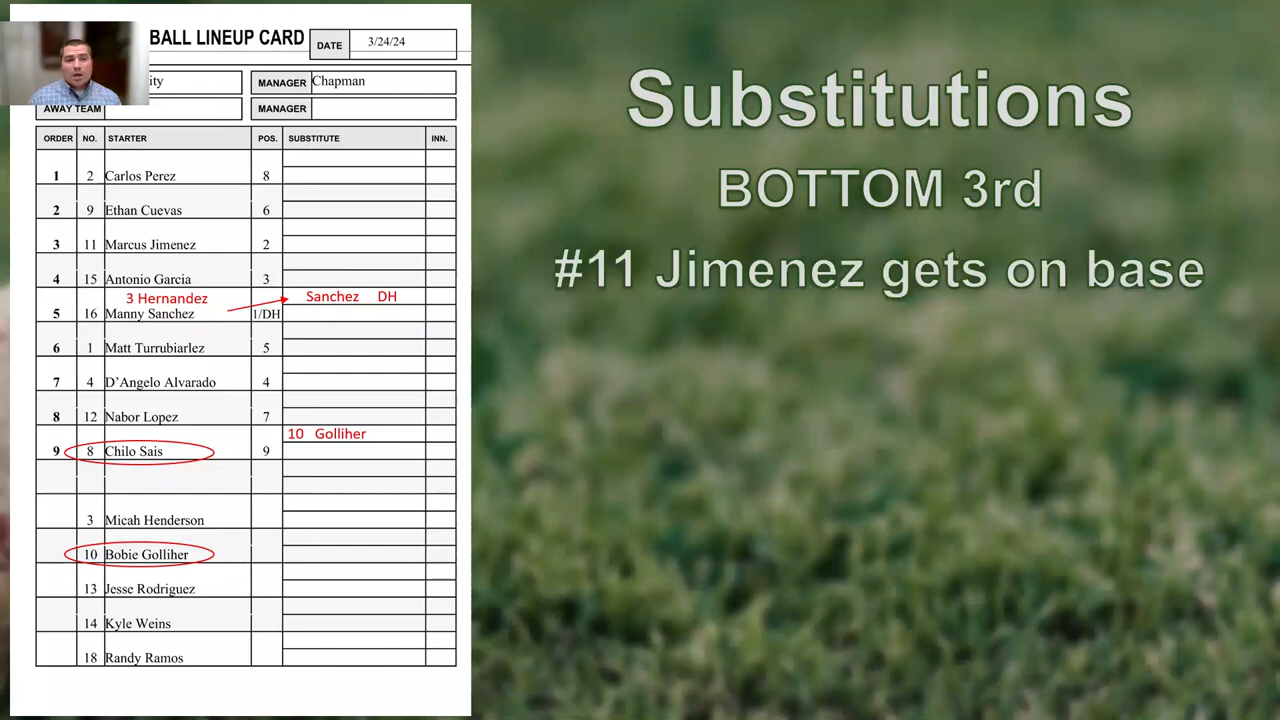 BALL LINEUP CARD
DATE 3/24/24
ity MANAGER Chapman
AWAY TEAM MANAGER
ORDER NO. STARTER POS. SUBSTITUTE INN.
1 2 Carlos Perez 8
2 9 Ethan Cuevas 6
3 11 Marcus Jimenez 2
4 15 Antonio Garcia 3
3 Hernandez Sanchez DH
5 16 Manny Sanchez 1/DH
6 1 Matt Turrubiarlez 5
7 4 D'Angelo Alvarado 4
8 12 Nabor Lopez 7
10 Golliher
9 8 Chilo Sais 9
3 Micah Henderson
10 Bobie Golliher
13 Jesse Rodriguez
14 Kyle Weins
18 Randy Ramos
Substitutions
BOTTOM 3rd
#11 Jimenez gets on base